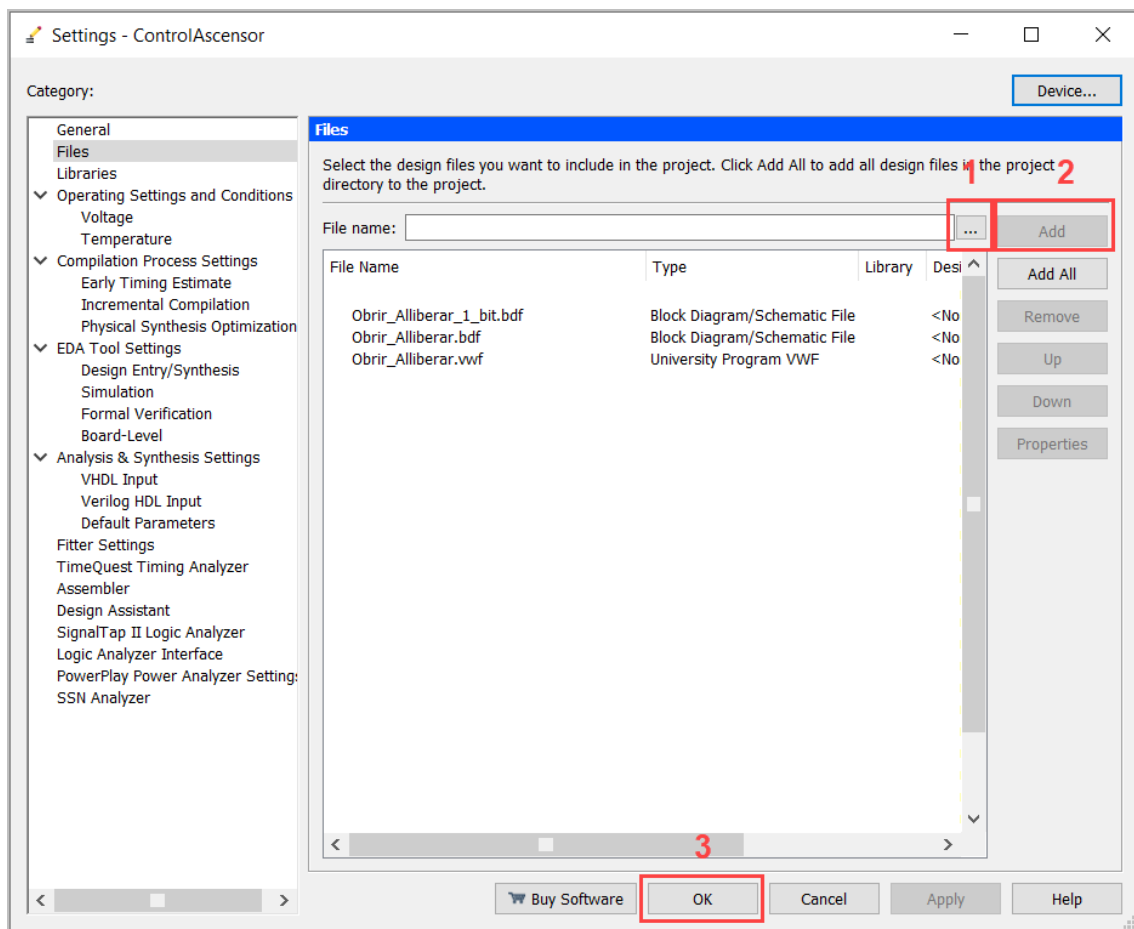 Settings - ControlAscensor
Category:
Device...
General
Files
Libraries
Operating Settings and Conditions
Voltage
Temperature
Compilation Process Settings
Early Timing Estimate
Incremental Compilation
Physical Synthesis Optimization
EDA Tool Settings
Design Entry/Synthesis
Simulation
Formal Verification
Board-Level
Analysis & Synthesis Settings
VHDL Input
Verilog HDL Input
Default Parameters
Fitter Settings
TimeQuest Timing Analyzer
Assembler
Design Assistant
SignalTap II Logic Analyzer
Logic Analyzer Interface
PowerPlay Power Analyzer Settings
SSN Analyzer
Files
Select the design files you want to include in the project. Click Add All to add all design files in the project
directory to the project.
1 2
File name: ... Add
File Name Type Library Desi
Add All
Obrir_Alliberar_1_bit.bdf Block Diagram/Schematic File <No
Obrir_Alliberar.bdf Block Diagram/Schematic File <No
Obrir_Alliberar.vwf University Program VWF <No
Remove
Up
Down
Properties
3
Buy Software OK Cancel Apply Help